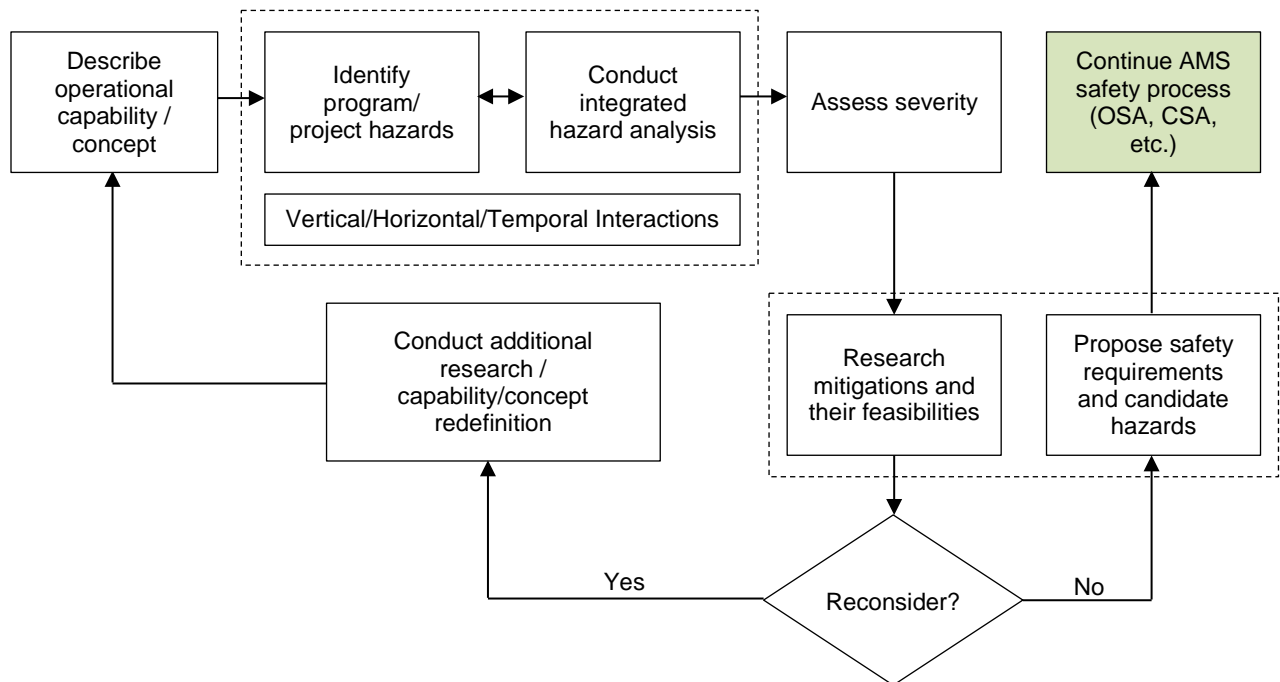 Describe
operational
capability /
concept
Identify
program/
project hazards
Conduct
integrated
hazard analysis
Assess severity
Continue AMS
safety process
(OSA, CSA,
etc.)
Vertical/Horizontal/Temporal Interactions
Conduct additional
research /
capability/concept
redefinition
Research
mitigations and
their feasibilities
Propose safety
requirements
and candidate
hazards
Yes
Reconsider?
No